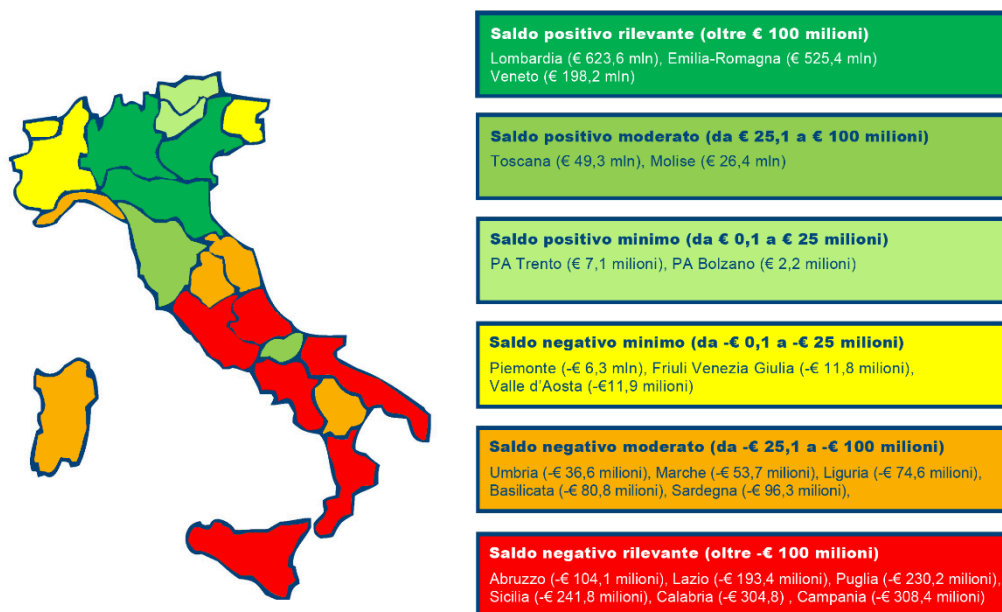 Saldo positivo rilevante (oltre € 100 milioni)
Lombardia (€ 623,6 mln), Emilia-Romagna (€ 525,4 mln)
Veneto (€ 198,2 mln)
Saldo positivo moderato (da € 25,1 a € 100 milioni)
Toscana (€ 49,3 mln), Molise (€ 26,4 mln)
Saldo positivo minimo (da € 0,1 a € 25 milioni)
PA Trento (€ 7,1 milioni), PA Bolzano (€ 2,2 milioni)
Saldo negativo minimo (da -€ 0,1 a -€ 25 milioni)
Piemonte (-€ 6,3 mln), Friuli Venezia Giulia (-€ 11,8 milioni),
Valle d'Aosta (-€11,9 milioni)
Saldo negativo moderato (da -€ 25,1 a -€ 100 milioni)
Umbria (-€ 36,6 milioni), Marche (-€ 53,7 milioni), Liguria (-€ 74,6 milioni),
Basilicata (-€ 80,8 milioni), Sardegna (-€ 96,3 milioni),
Saldo negativo rilevante (oltre -€ 100 milioni)
Abruzzo (-€ 104,1 milioni), Lazio (-€ 193,4 milioni), Puglia (-€ 230,2 milioni),
Sicilia (-€ 241,8 milioni), Calabria (-€ 304,8) , Campania (-€ 308,4 milioni)